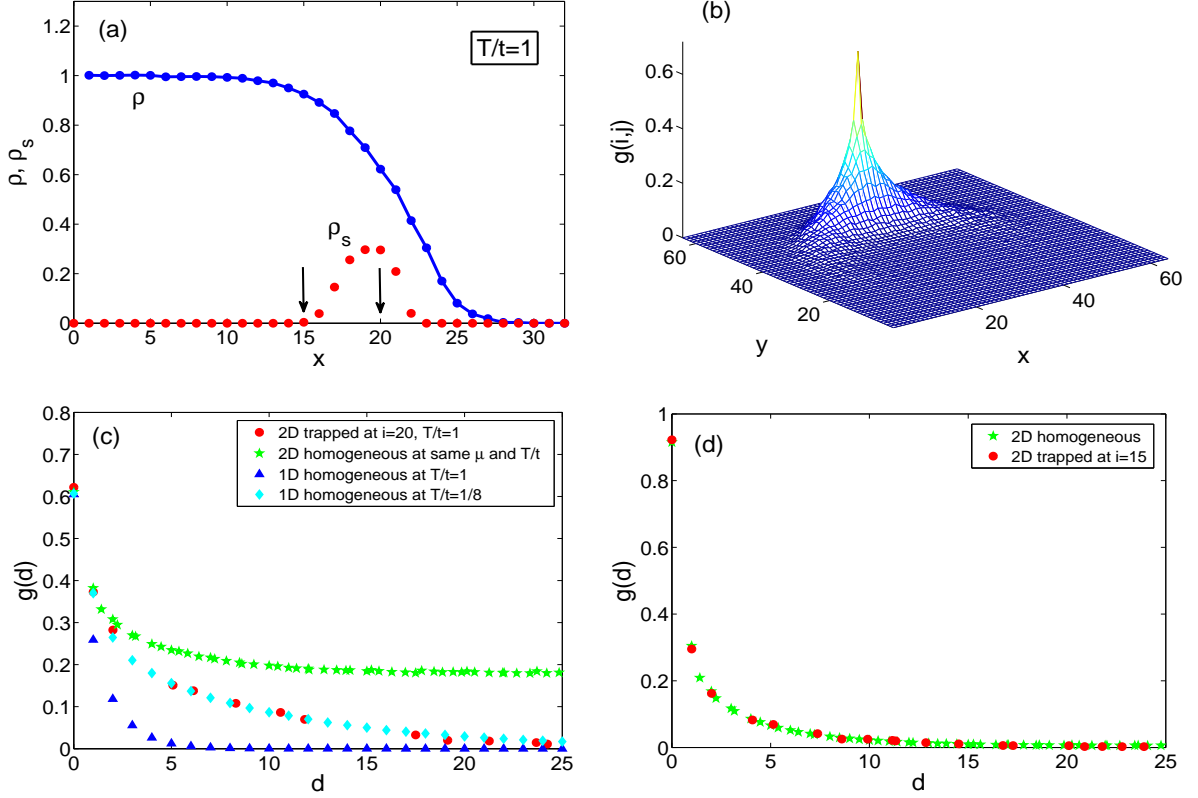 (a)
T/t=1
ρ, ρs
1.2
1
0.8
0.6
0.4
0.2
0
ρ
ρs
0 5 10 15 20 25 30
x
(b)
g(i,j)
0.6
0.4
0.2
0
60
40
20
y
20
40
60
x
(c)
g(d)
0.8
0.7
0.6
0.5
0.4
0.3
0.2
0.1
0
2D trapped at i=20, T/t=1
2D homogeneous at same μ and T/t
1D homogeneous at T/t=1
1D homogeneous at T/t=1/8
0 5 10 15 20 25
d
(d)
g(d)
1
0.8
0.6
0.4
0.2
0
2D homogeneous
2D trapped at i=15
0 5 10 15 20 25
d